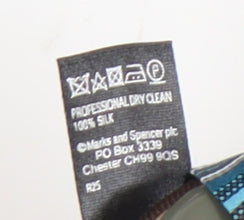 PROFESSIONAL DRY CLEAN
100% SILK
©Marks and Spencer plc
PO Box 3339
Chester CH99 9QS
R25